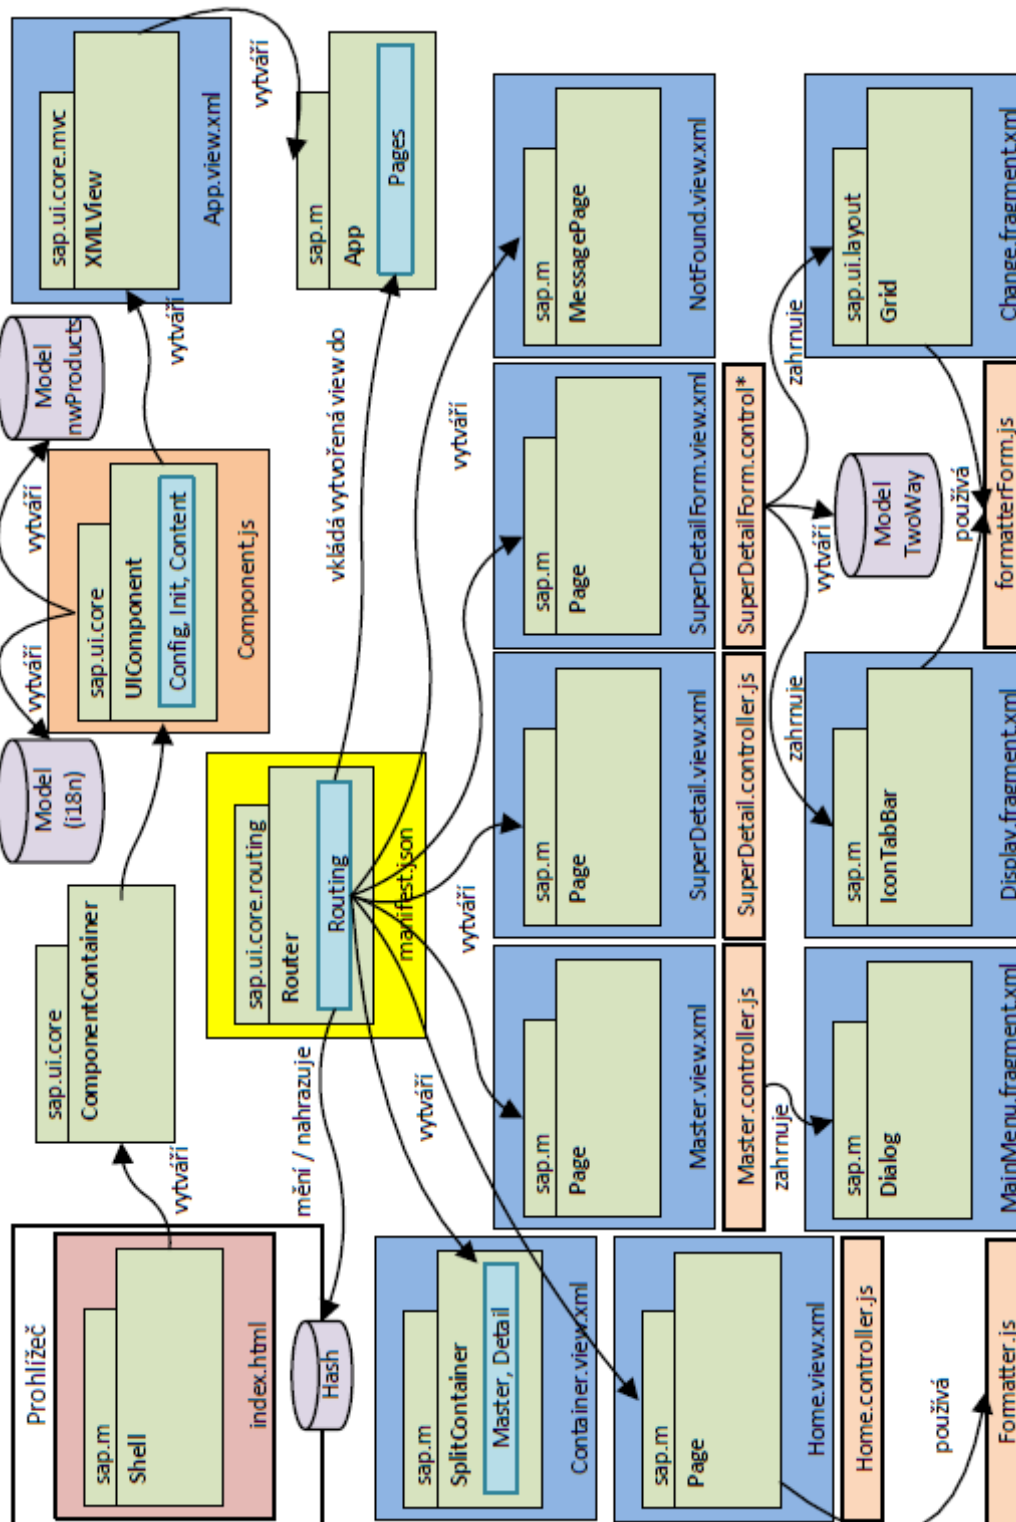 Prohlížeč
sap.m
Shell
index.html
vytváří
sap.ui.core
ComponentContainer
Model
(i18n)
vytváří
vytváří
Model
nwProducts
sap.ui.core
UIComponent
Config, Init, Content
Component.js
vytváří
sap.ui.core.mvc
XMLView
App.view.xml
vytváří
sap.m
App
Pages
Hash
mění / nahrazuje
sap.ui.core.routing
Router
Routing
manifest.json
vkládá vytvořená view do
sap.m
SplitContainer
Master, Detail
Container.view.xml
vytváří
vytváří
vytváří
sap.m
Page
Home.view.xml
Home.controller.js
používá
Formatter.js
sap.m
Page
Master.view.xml
Master.controller.js
zahrnuje
sap.m
Dialog
MainMenu.fragment.xml
sap.m
Page
SuperDetail.view.xml
SuperDetail.controller.js
zahrnuje
sap.m
IconTabBar
Display.fragment.xml
sap.m
Page
SuperDetailForm.view.xml
SuperDetailForm.control*
vytváří
Model
TwoWay
používá
formatterForm.js
sap.m
MessagePage
NotFound.view.xml
zahrnuje
sap.ui.layout
Grid
Change.fragment.xml